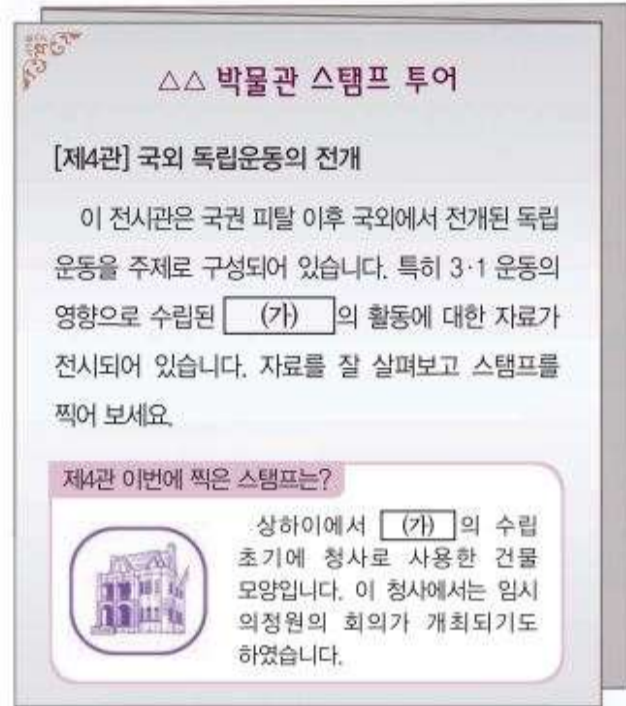 △△ 박물관 스탬프 투어
[제4관] 국외 독립운동의 전개
이 전시관은 국권 피탈 이후 국외에서 전개된 독립
운동을 주제로 구성되어 있습니다. 특히 3·1 운동의
영향으로 수립된 (가) 의 활동에 대한 자료가
전시되어 있습니다. 자료를 잘 살펴보고 스탬프를
찍어 보세요.
제4관 이번에 찍은 스탬프는?
상하이에서 (가) 의 수립
초기에 청사로 사용한 건물
모양입니다. 이 청사에서는 임시
의정원의 회의가 개최되기도
하였습니다.